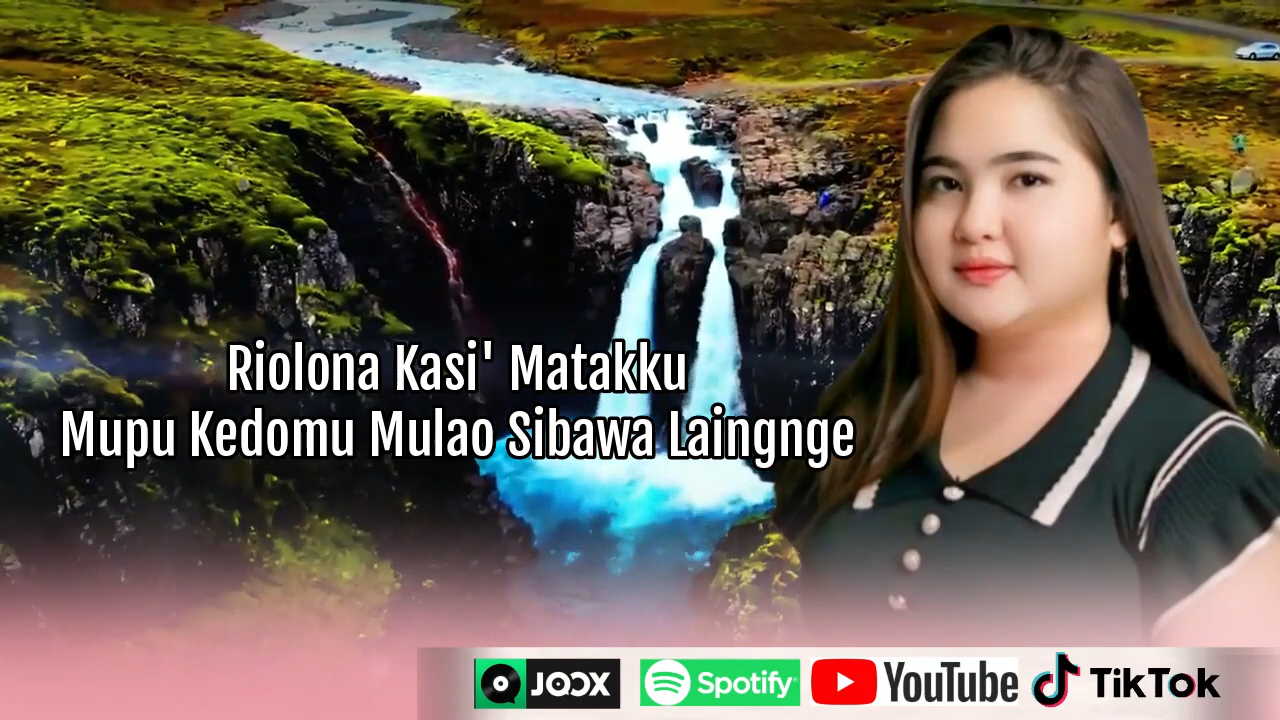 Riolona Kasi' Matakku
Mupu Kedomu Mulao Sibawa Laingnge
JOOX Spotify YouTube TikTok